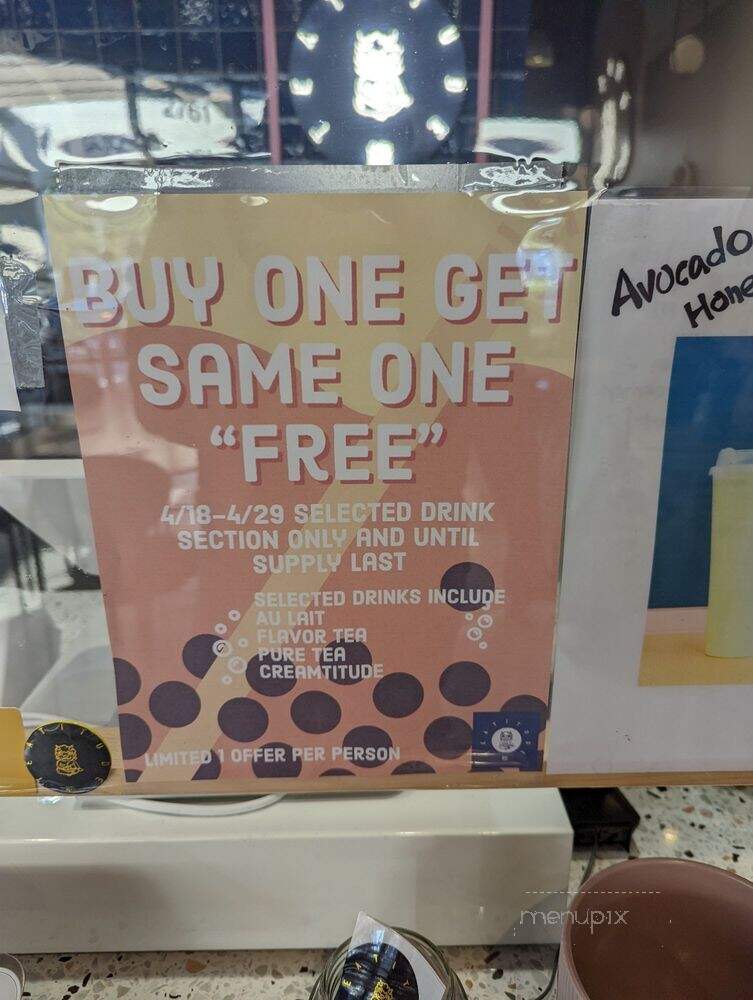 BUY ONE GET
SAME ONE
“FREE”
4/18-4/29 SELECTED DRINK
SECTION ONLY AND UNTIL
SUPPLY LAST
SELECTED DRINKS INCLUDE
AU LAIT
FLAVOR TEA
PURE TEA
CREAMTITUDE
LIMITED 1 OFFER PER PERSON
Avocado
menupix